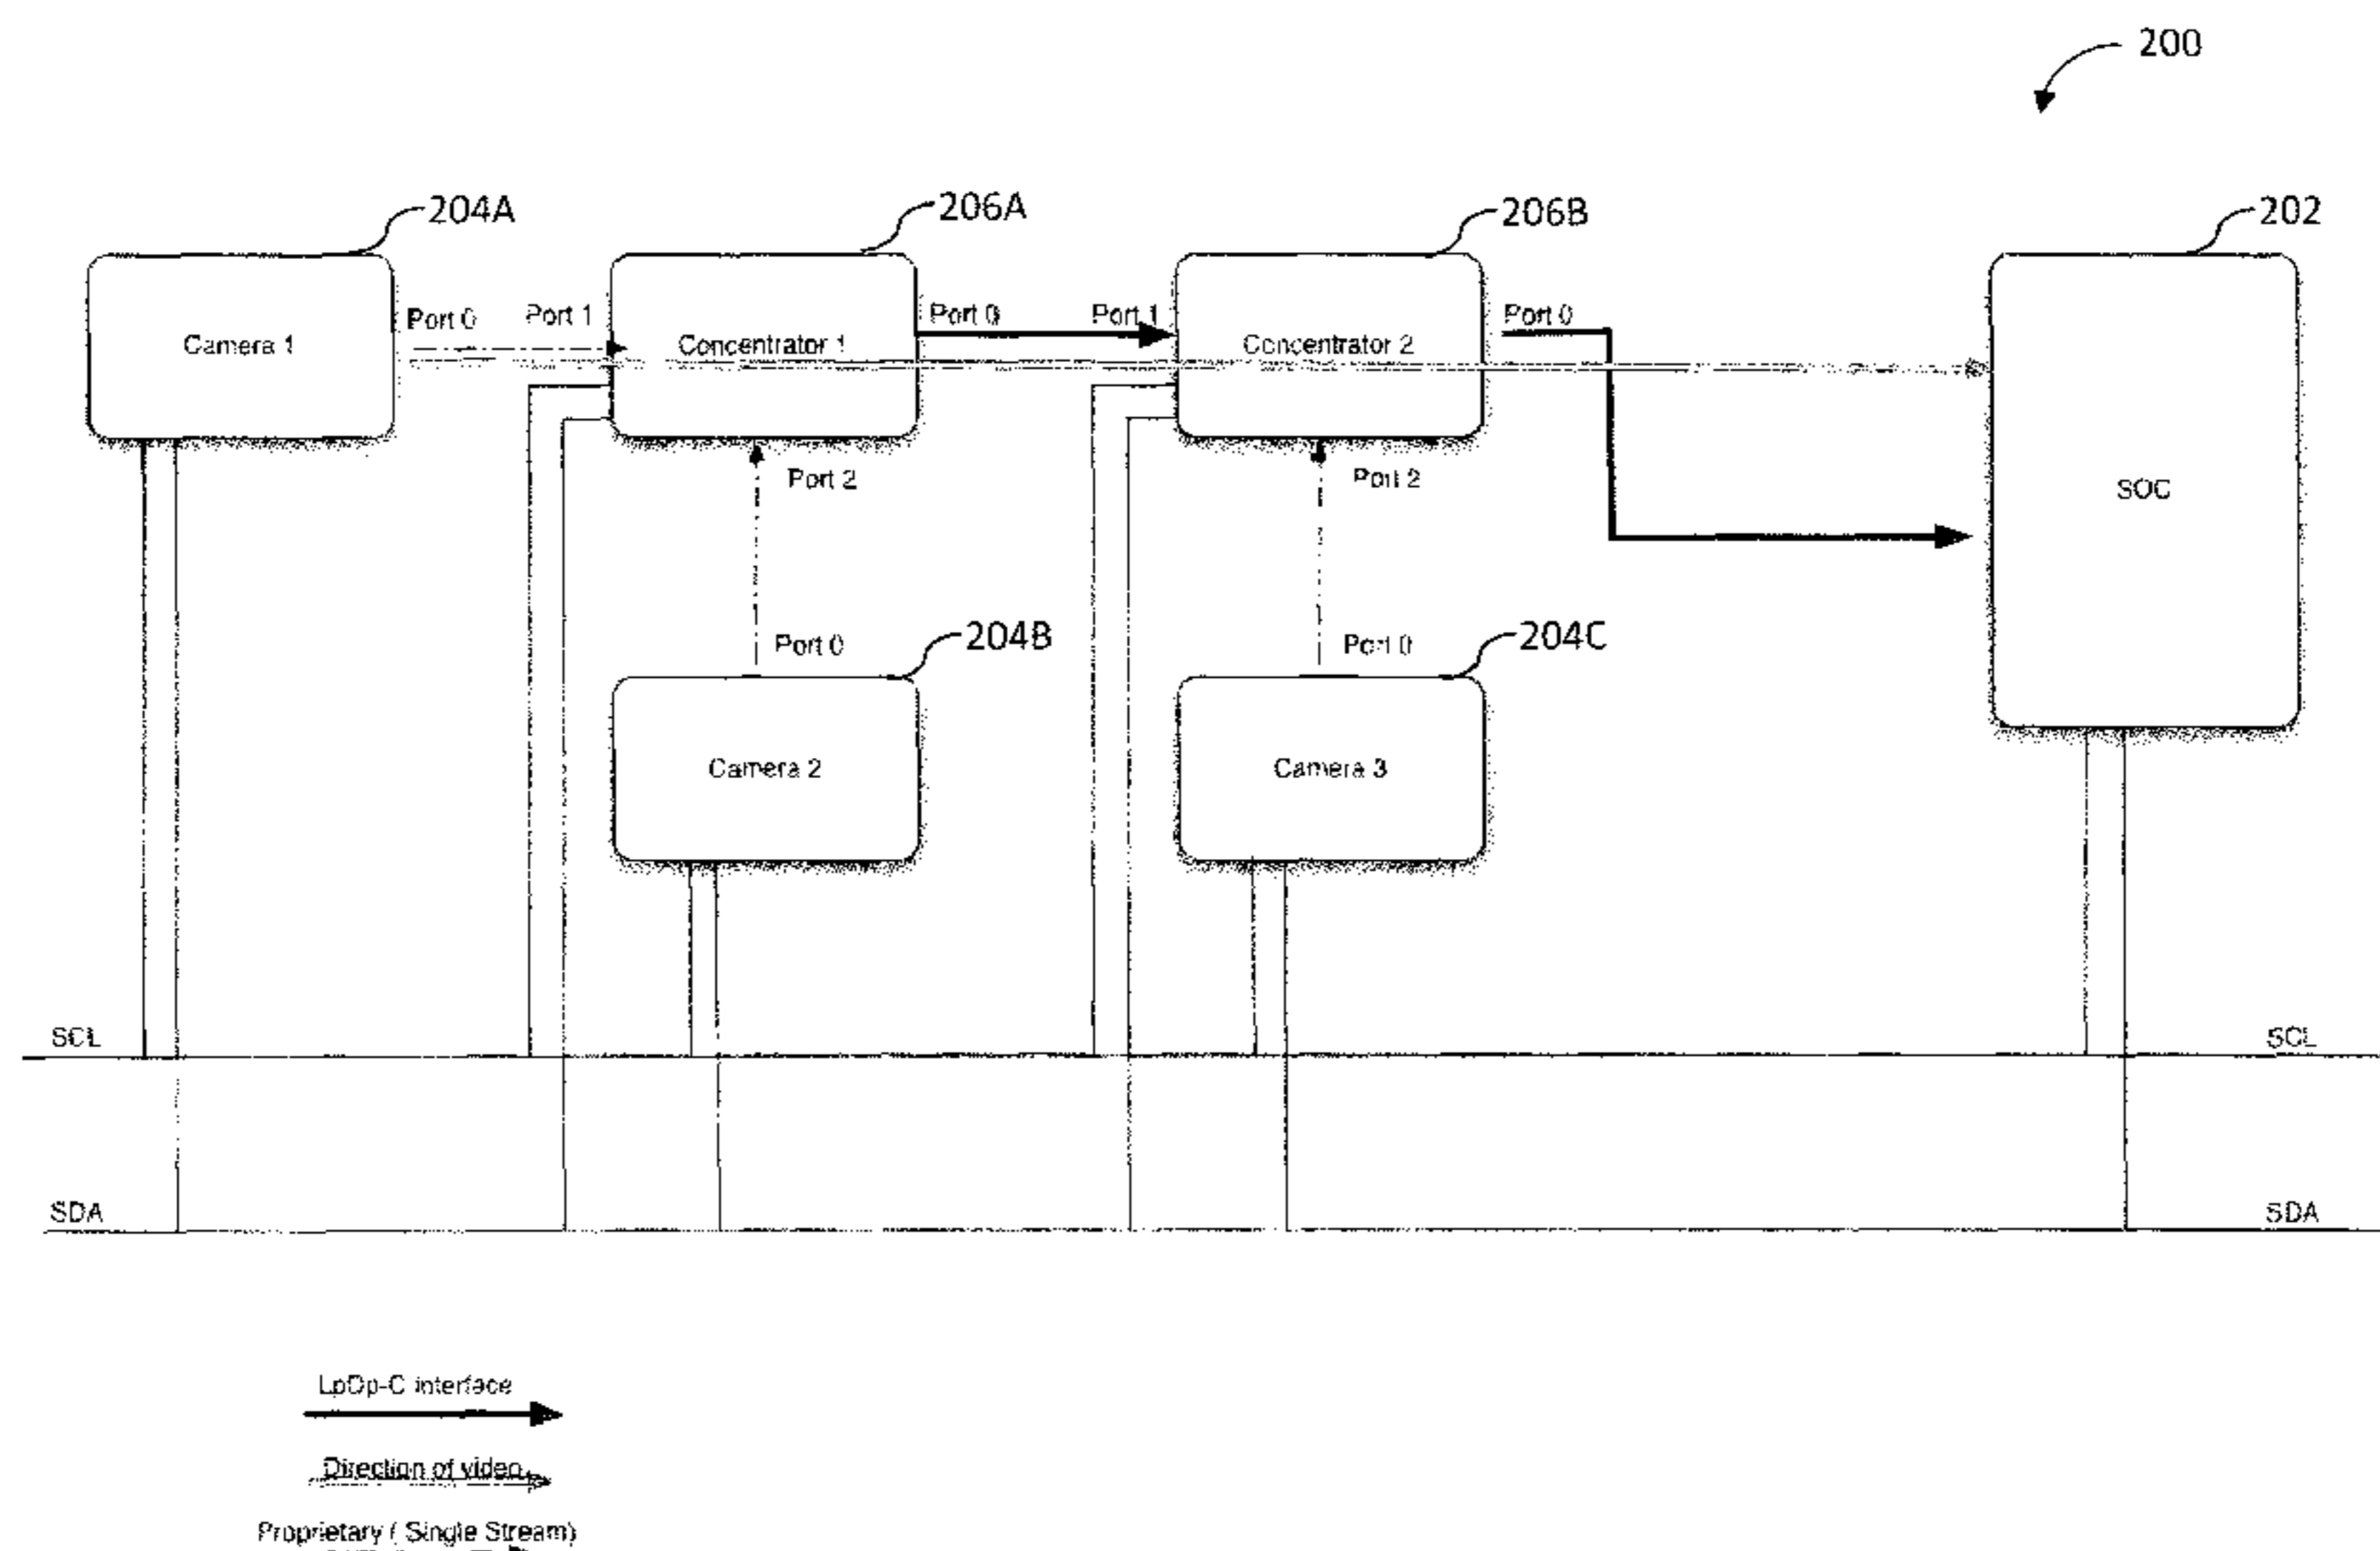 200
204A
206A
206B
202
Port 0
Port 1
Port 0
Port 1
Port 0
Camera 1
Concentrator 1
Concentrator 2
Port 2
Port 2
SOC
Port 0
204B
Port 0
204C
Camera 2
Camera 3
SCL
SCL
SDA
SDA
LpDp-C interface
Direction of video
Proprietary ( Single Stream)